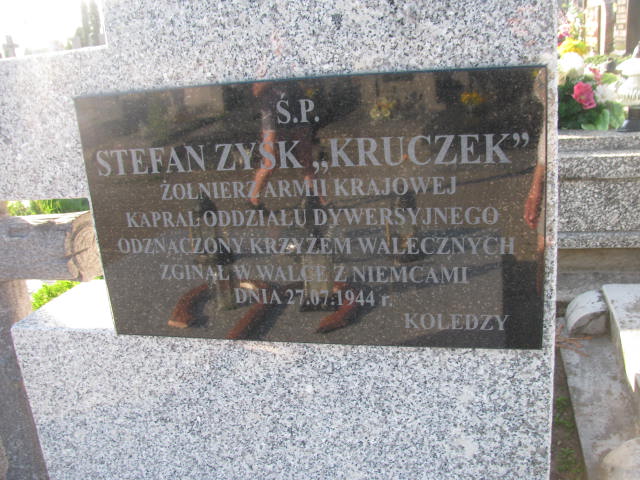 Ś.P.
STEFAN ZYSK „KRUCZEK”
ŻOŁNIERZ ARMII KRAJOWEJ
KAPRAL ODDZIAŁU DYWERSYJNEGO
ODZNACZONY KRZYŻEM WALECZNYCH
ZGINĄŁ W WALCE Z NIEMCAMI
DNIA 27.07.1944 r.
KOLEDZY